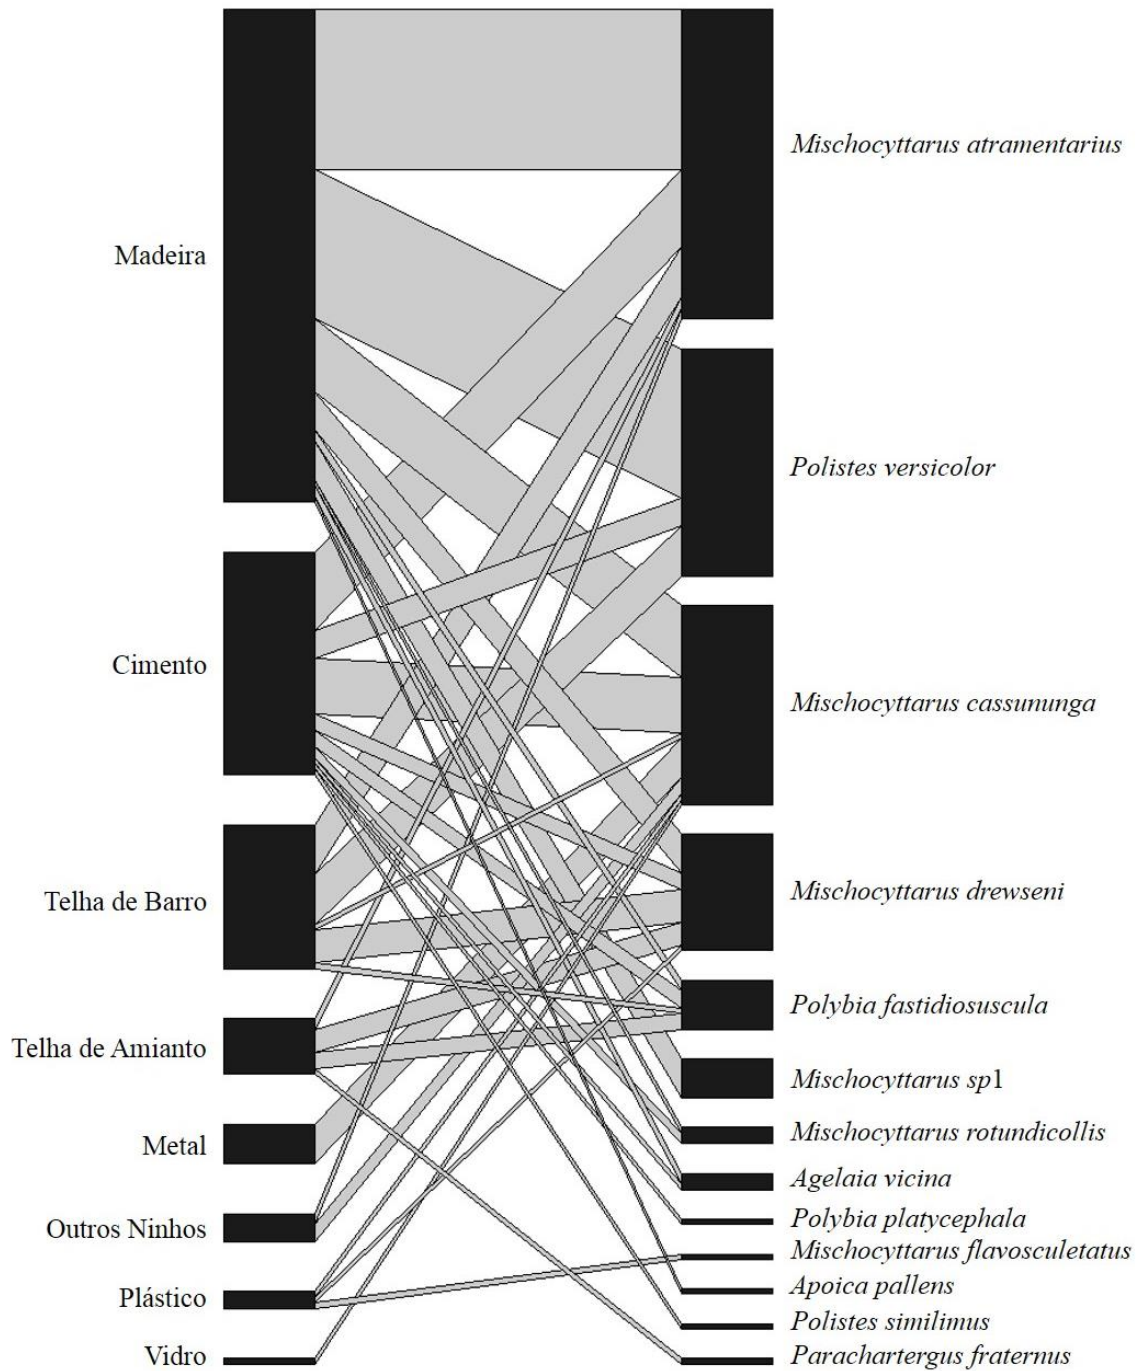 Madeira
Cimento
Telha de Barro
Telha de Amianto
Metal
Outros Ninhos
Plástico
Vidro
Mischocyttarus atramentarius
Polistes versicolor
Mischocyttarus cassununga
Mischocyttarus drewseni
Polybia fastidiosuscula
Mischocyttarus sp1
Mischocyttarus rotundicollis
Agelaia vicina
Polybia platycephala
Mischocyttarus flavosculetatus
Apoica pallens
Polistes similimus
Parachartergus fraternus